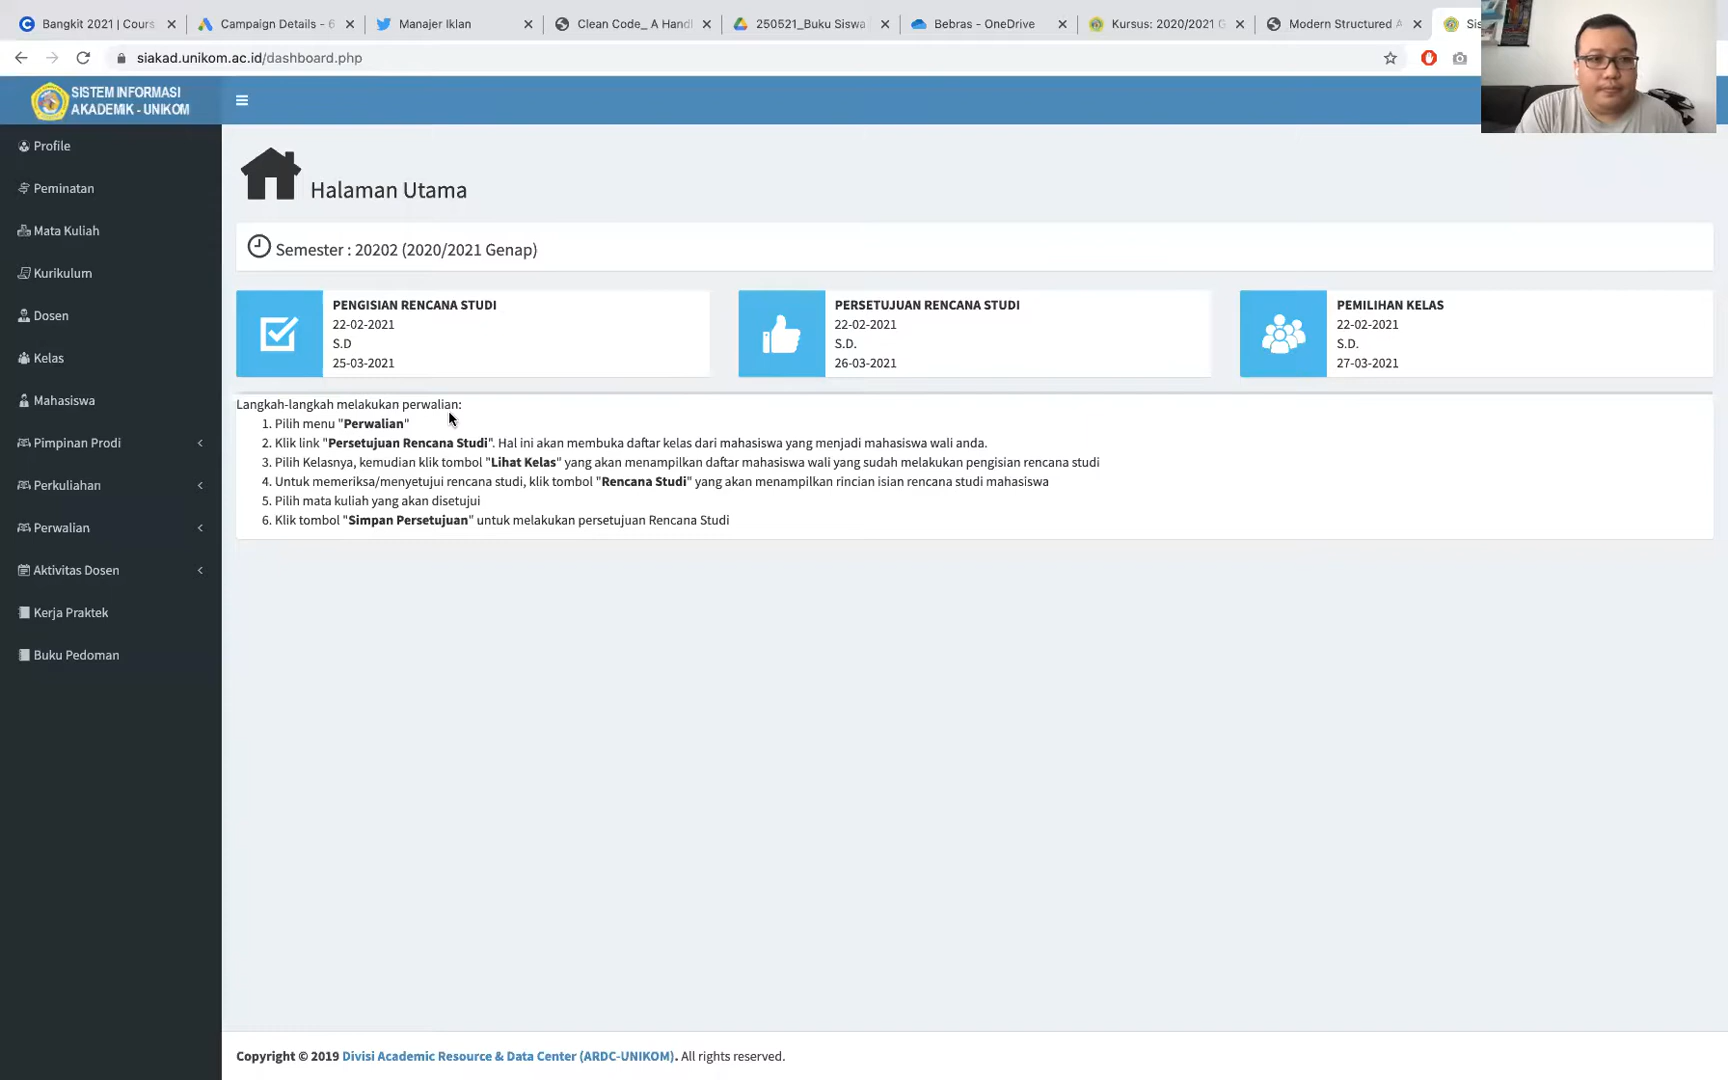 Bangkit 2021 | Cours
Campaign Details - 6
Manajer Iklan
Clean Code_ A Handl
250521_Buku Siswa
Bebras - OneDrive
Kursus: 2020/2021 G
Modern Structured A
Sis
siakad.unikom.ac.id/dashboard.php
SISTEM INFORMASI
AKADEMIK - UNIKOM
Profile
Peminatan
Mata Kuliah
Kurikulum
Dosen
Kelas
Mahasiswa
Pimpinan Prodi
Perkuliahan
Perwalian
Aktivitas Dosen
Kerja Praktek
Buku Pedoman
Halaman Utama
Semester : 20202 (2020/2021 Genap)
PENGISIAN RENCANA STUDI
22-02-2021
S.D
25-03-2021
PERSETUJUAN RENCANA STUDI
22-02-2021
S.D.
26-03-2021
PEMILIHAN KELAS
22-02-2021
S.D.
27-03-2021
Langkah-langkah melakukan perwalian:
1. Pilih menu "Perwalian"
2. Klik link "Persetujuan Rencana Studi". Hal ini akan membuka daftar kelas dari mahasiswa yang menjadi mahasiswa wali anda.
3. Pilih Kelasnya, kemudian klik tombol "Lihat Kelas" yang akan menampilkan daftar mahasiswa wali yang sudah melakukan pengisian rencana studi
4. Untuk memeriksa/menyetujui rencana studi, klik tombol "Rencana Studi" yang akan menampilkan rincian isian rencana studi mahasiswa
5. Pilih mata kuliah yang akan disetujui
6. Klik tombol "Simpan Persetujuan" untuk melakukan persetujuan Rencana Studi
Copyright © 2019 Divisi Academic Resource & Data Center (ARDC-UNIKOM). All rights reserved.